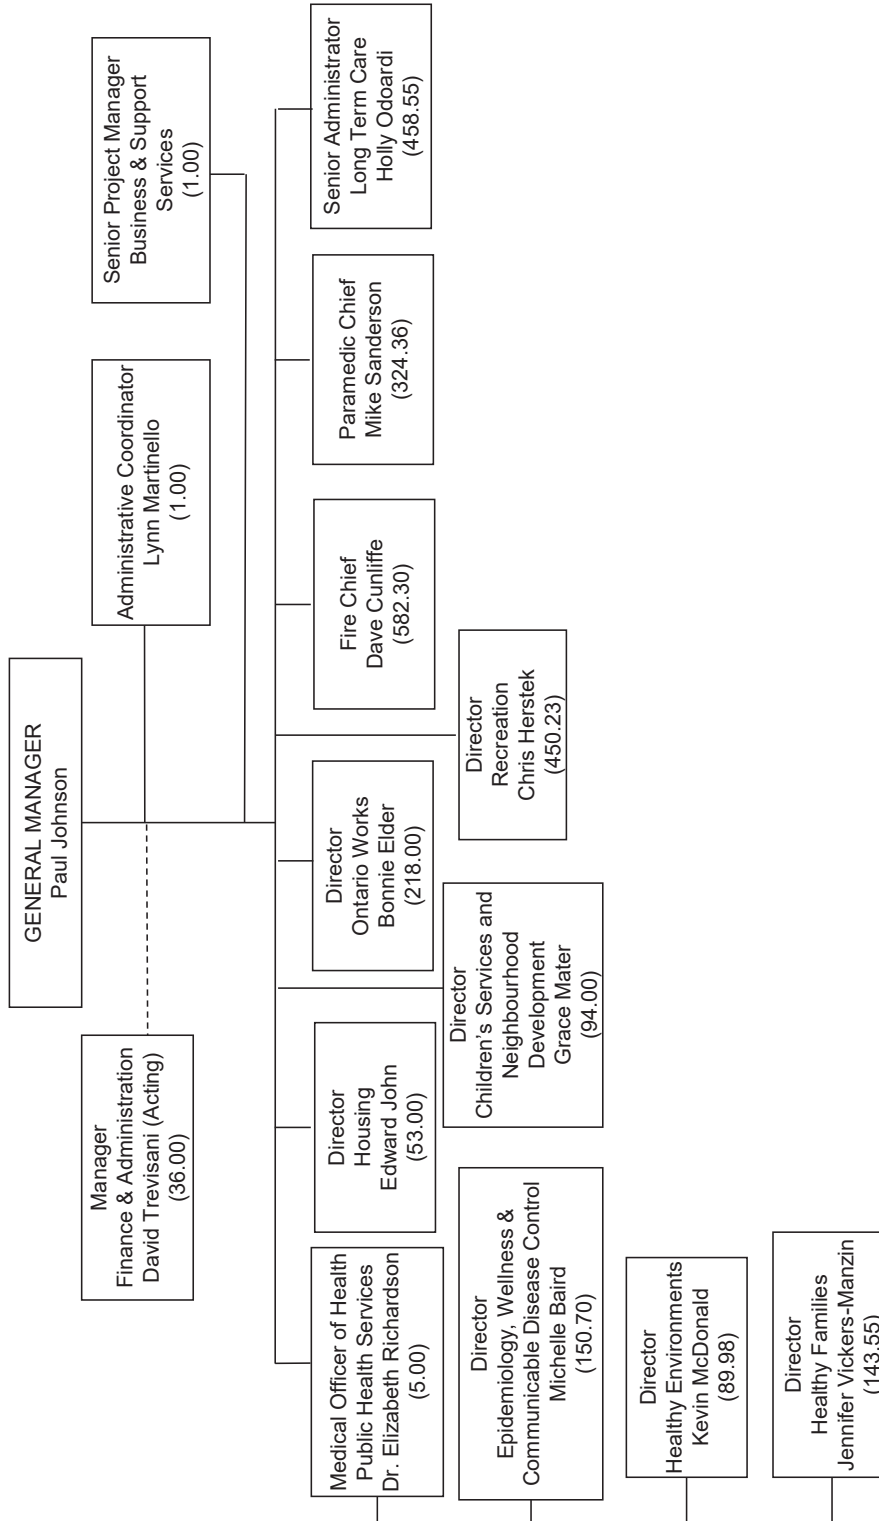 GENERAL MANAGER
Paul Johnson
Manager
Finance & Administration
David Trevisani (Acting)
(36.00)
Administrative Coordinator
Lynn Martinello
(1.00)
Senior Project Manager
Business & Support
Services
(1.00)
Medical Officer of Health
Public Health Services
Dr. Elizabeth Richardson
(5.00)
Director
Housing
Edward John
(53.00)
Director
Ontario Works
Bonnie Elder
(218.00)
Fire Chief
Dave Cunliffe
(582.30)
Paramedic Chief
Mike Sanderson
(324.36)
Senior Administrator
Long Term Care
Holly Odoardi
(458.55)
Director
Epidemiology, Wellness &
Communicable Disease Control
Michelle Baird
(150.70)
Director
Children’s Services and
Neighbourhood
Development
Grace Mater
(94.00)
Director
Recreation
Chris Herstek
(450.23)
Director
Healthy Environments
Kevin McDonald
(89.98)
Director
Healthy Families
Jennifer Vickers-Manzin
(143.55)